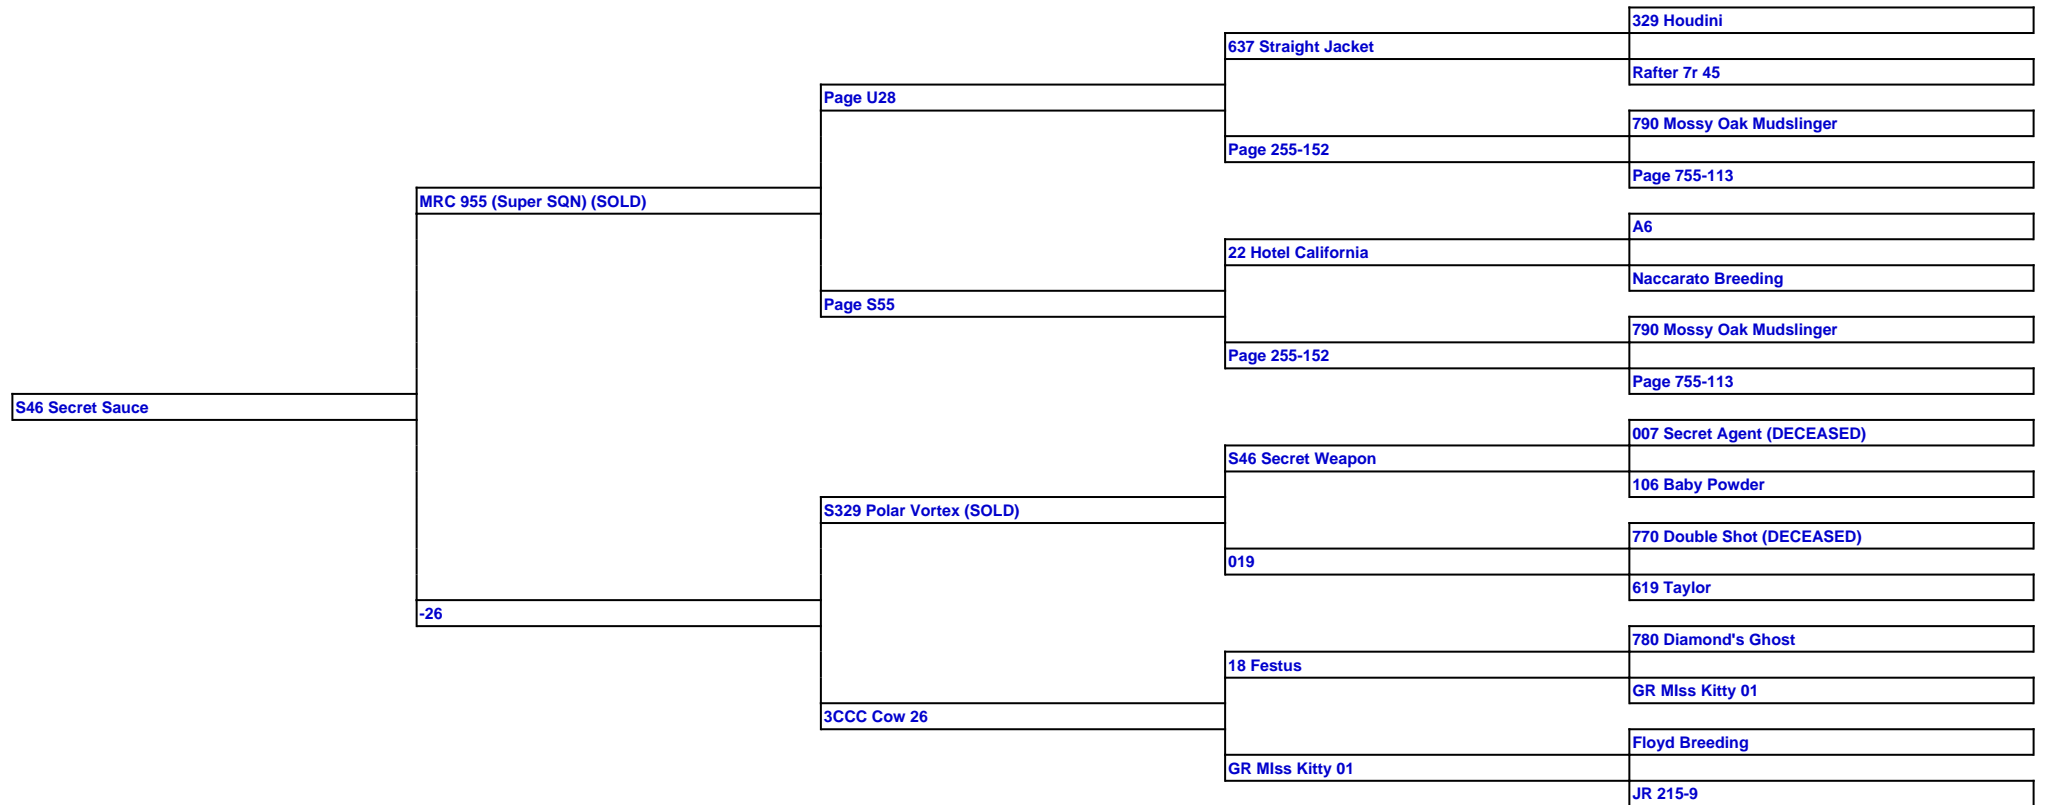 329 Houdini
637 Straight Jacket
Rafter 7r 45
Page U28
790 Mossy Oak Mudslinger
Page 255-152
Page 755-113
MRC 955 (Super SQN) (SOLD)
A6
22 Hotel California
Naccarato Breeding
Page S55
790 Mossy Oak Mudslinger
Page 255-152
Page 755-113
S46 Secret Sauce
007 Secret Agent (DECEASED)
S46 Secret Weapon
106 Baby Powder
S329 Polar Vortex (SOLD)
770 Double Shot (DECEASED)
019
619 Taylor
-26
780 Diamond's Ghost
18 Festus
GR MIss Kitty 01
3CCC Cow 26
Floyd Breeding
GR MIss Kitty 01
JR 215-9